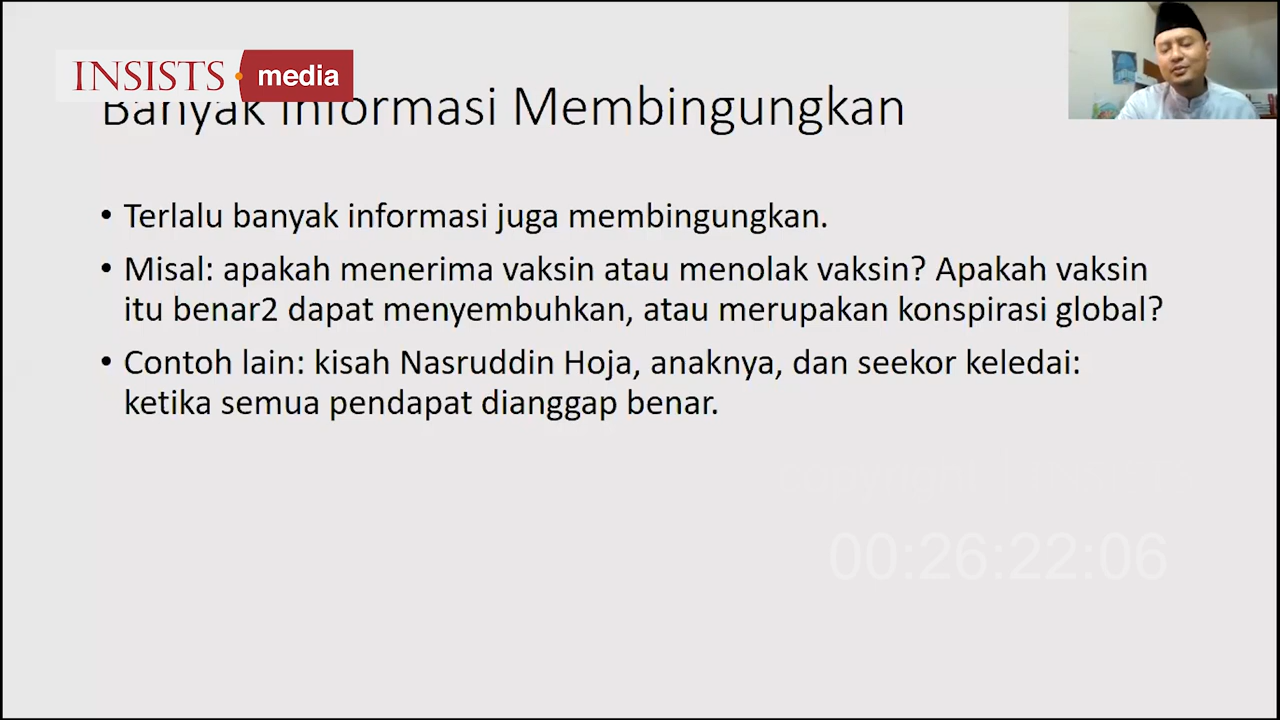 INSISTS media
Banyak Informasi Membingungkan
• Terlalu banyak informasi juga membingungkan.
• Misal: apakah menerima vaksin atau menolak vaksin? Apakah vaksin
itu benar2 dapat menyembuhkan, atau merupakan konspirasi global?
• Contoh lain: kisah Nasruddin Hoja, anaknya, dan seekor keledai:
ketika semua pendapat dianggap benar.
00:26:22:06